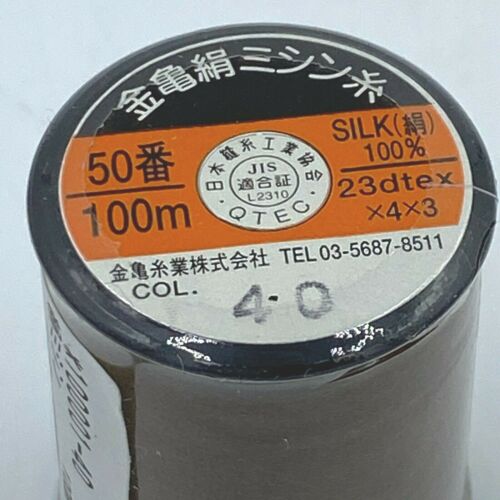 金亀絹ミシン糸
50番
100m
日本縫糸工業協会
JIS
適合証
L2310
QTEC
SILK(絹)
100%
23dtex
×4×3
金亀糸業株式会社 TEL 03-5687-8511
COL. 40